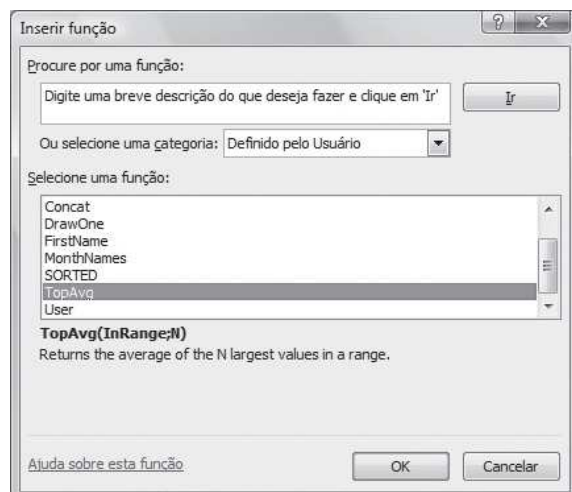 Inserir função
Procure por uma função:
Digite uma breve descrição do que deseja fazer e clique em 'Ir'
Ir
Ou selecione uma categoria: Definido pelo Usuário
Selecione uma função:
Concat
DrawOne
FirstName
MonthNames
SORTED
TopAvg
User
TopAvg(InRange;N)
Returns the average of the N largest values in a range.
Ajuda sobre esta função
OK
Cancelar